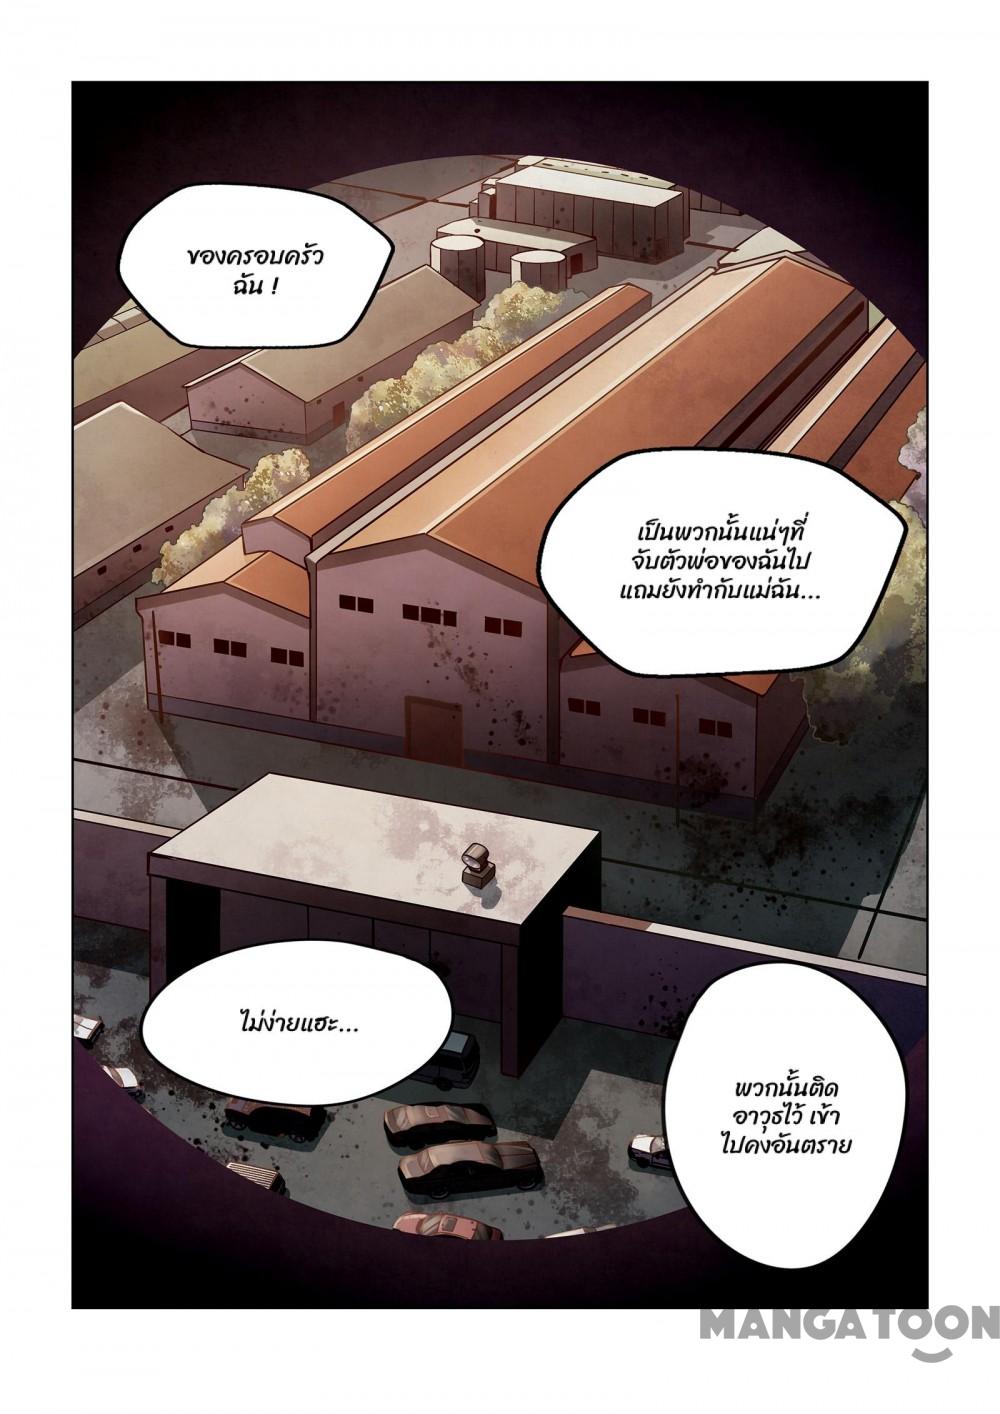 ของครอบครัว
ฉัน !
เป็นพวกนั้นแน่ๆที่
จับตัวพ่อของฉันไป
แถมยังทำกับแม่ฉัน...
ไม่ง่ายแฮะ...
พวกนั้นติด
อาวุธไว้ เข้า
ไปคงอันตราย
MANGATOON